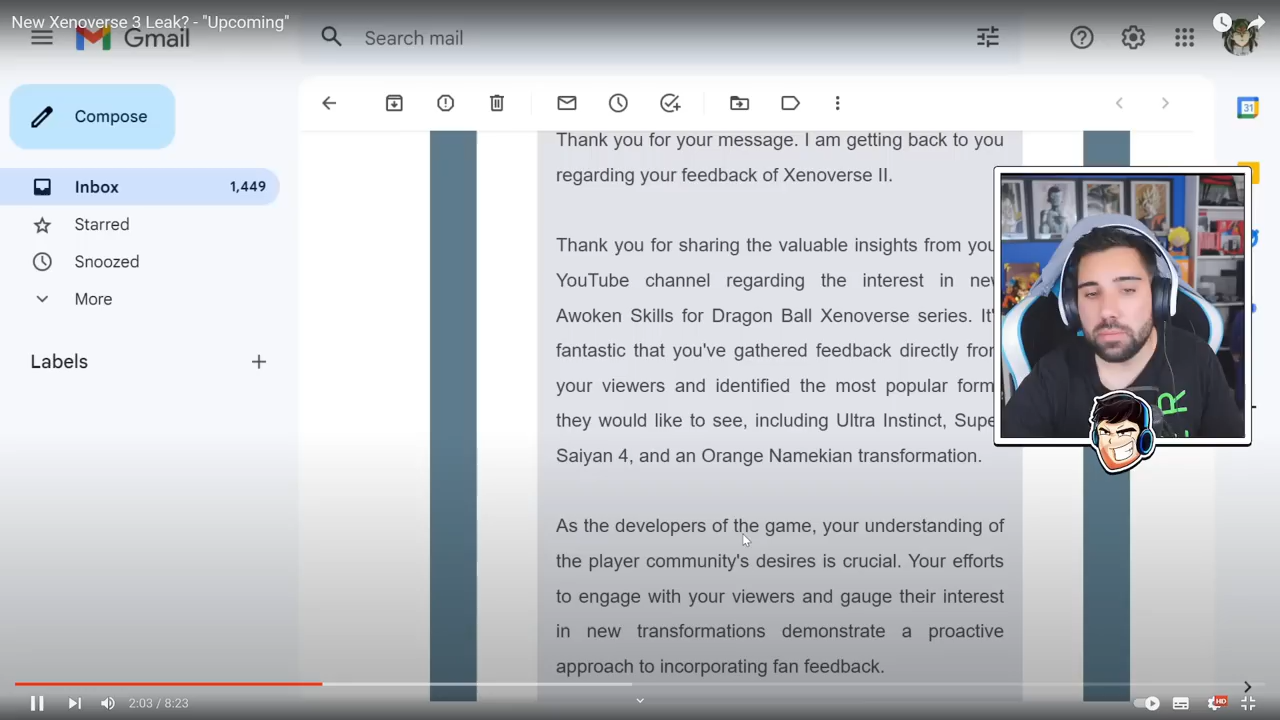 New Xenoverse 3 Leak? - "Upcoming"
Gmail
Search mail
Compose
Inbox 1,449
Starred
Snoozed
More
Labels
Thank you for your message. I am getting back to you
regarding your feedback of Xenoverse II.
Thank you for sharing the valuable insights from you
YouTube channel regarding the interest in new
Awoken Skills for Dragon Ball Xenoverse series. It'
fantastic that you've gathered feedback directly from
your viewers and identified the most popular form
they would like to see, including Ultra Instinct, Supe
Saiyan 4, and an Orange Namekian transformation.
As the developers of the game, your understanding of
the player community's desires is crucial. Your efforts
to engage with your viewers and gauge their interest
in new transformations demonstrate a proactive
approach to incorporating fan feedback.
31
2:03 / 8:23
HD